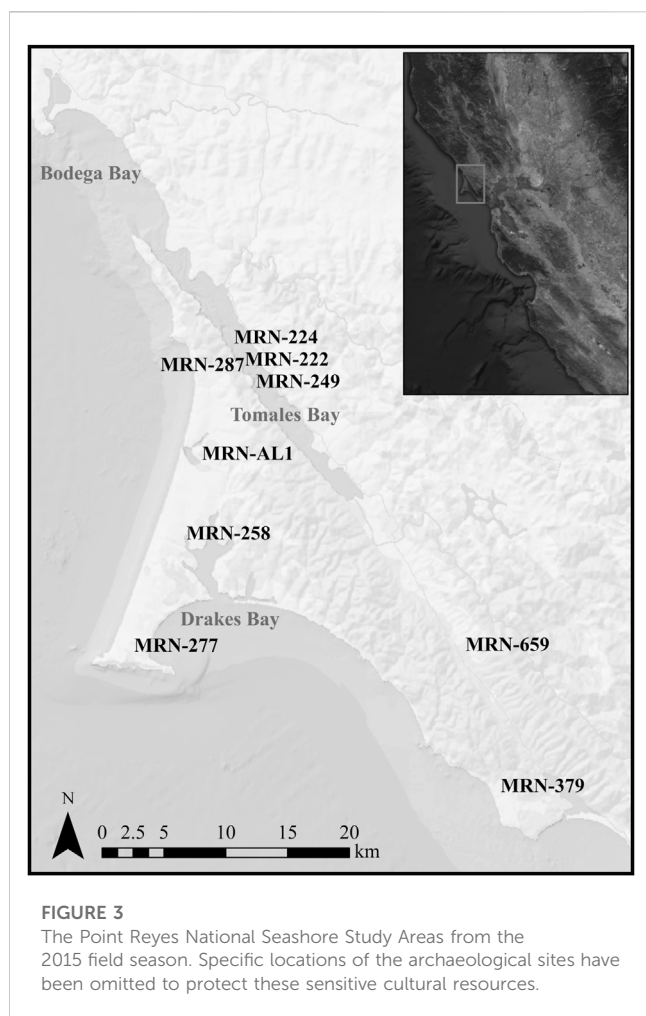 Bodega Bay
MRN-224
MRN-287 MRN-222
MRN-249
Tomales Bay
MRN-AL1
MRN-258
Drakes Bay
MRN-277
MRN-659
MRN-379
N
0 2.5 5 10 15 20
km
FIGURE 3
The Point Reyes National Seashore Study Areas from the
2015 field season. Specific locations of the archaeological sites have
been omitted to protect these sensitive cultural resources.